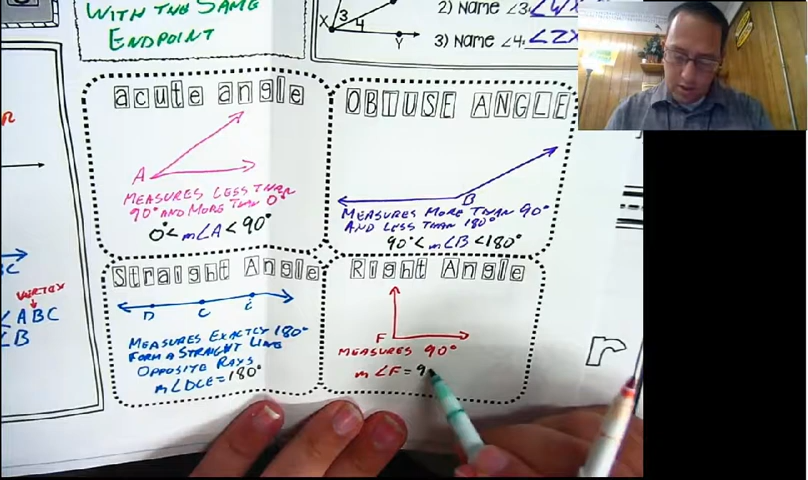 WITH THE SAME
ENDPOINT
3
4
X
Y
2) Name ∠3.
3) Name ∠4.
acute angle
A
MEASURES LESS THAN
90° AND MORE THAN 0°
0° < m∠A < 90°
OBTUSE ANGLE
B
MEASURES MORE THAN 90°
AND LESS THAN 180°
90° < m∠B < 180°
BC
VERTEX
∠ABC
∠B
Straight Angle
D C E
MEASURES EXACTLY 180°
FORM A STRAIGHT LINE
OPPOSITE RAYS
m∠DCE = 180°
Right Angle
F
MEASURES 90°
m∠F = 9
r